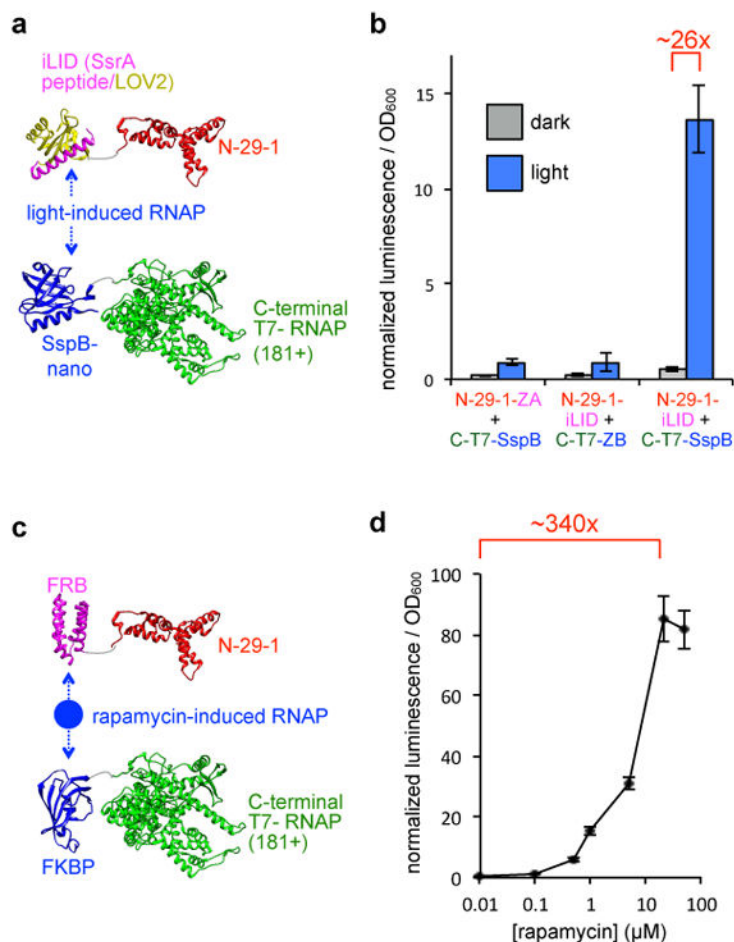 a
iLID (SsrA
peptide/LOV2)
N-29-1
light-induced RNAP
SspB-
nano
C-terminal
T7- RNAP
(181+)
b
~26x
normalized luminescence / OD600
15
10
5
0
dark
light
N-29-1-ZA
+
C-T7-SspB
N-29-1-
iLID +
C-T7-ZB
N-29-1-
iLID +
C-T7-SspB
c
FRB
N-29-1
rapamycin-induced RNAP
FKBP
C-terminal
T7- RNAP
(181+)
d
~340x
normalized luminescence / OD600
100
80
60
40
20
0
0.01 0.1 1 10 100
[rapamycin] (μM)